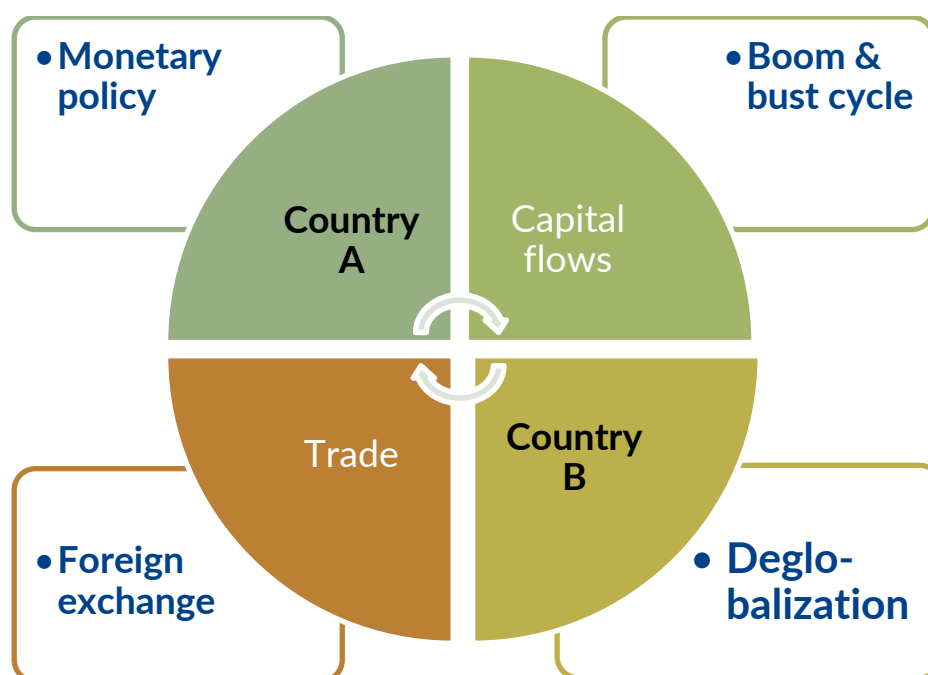 • Monetary
policy
• Boom &
bust cycle
Country
A
Capital
flows
Trade
Country
B
• Foreign
exchange
• Deglo-
balization